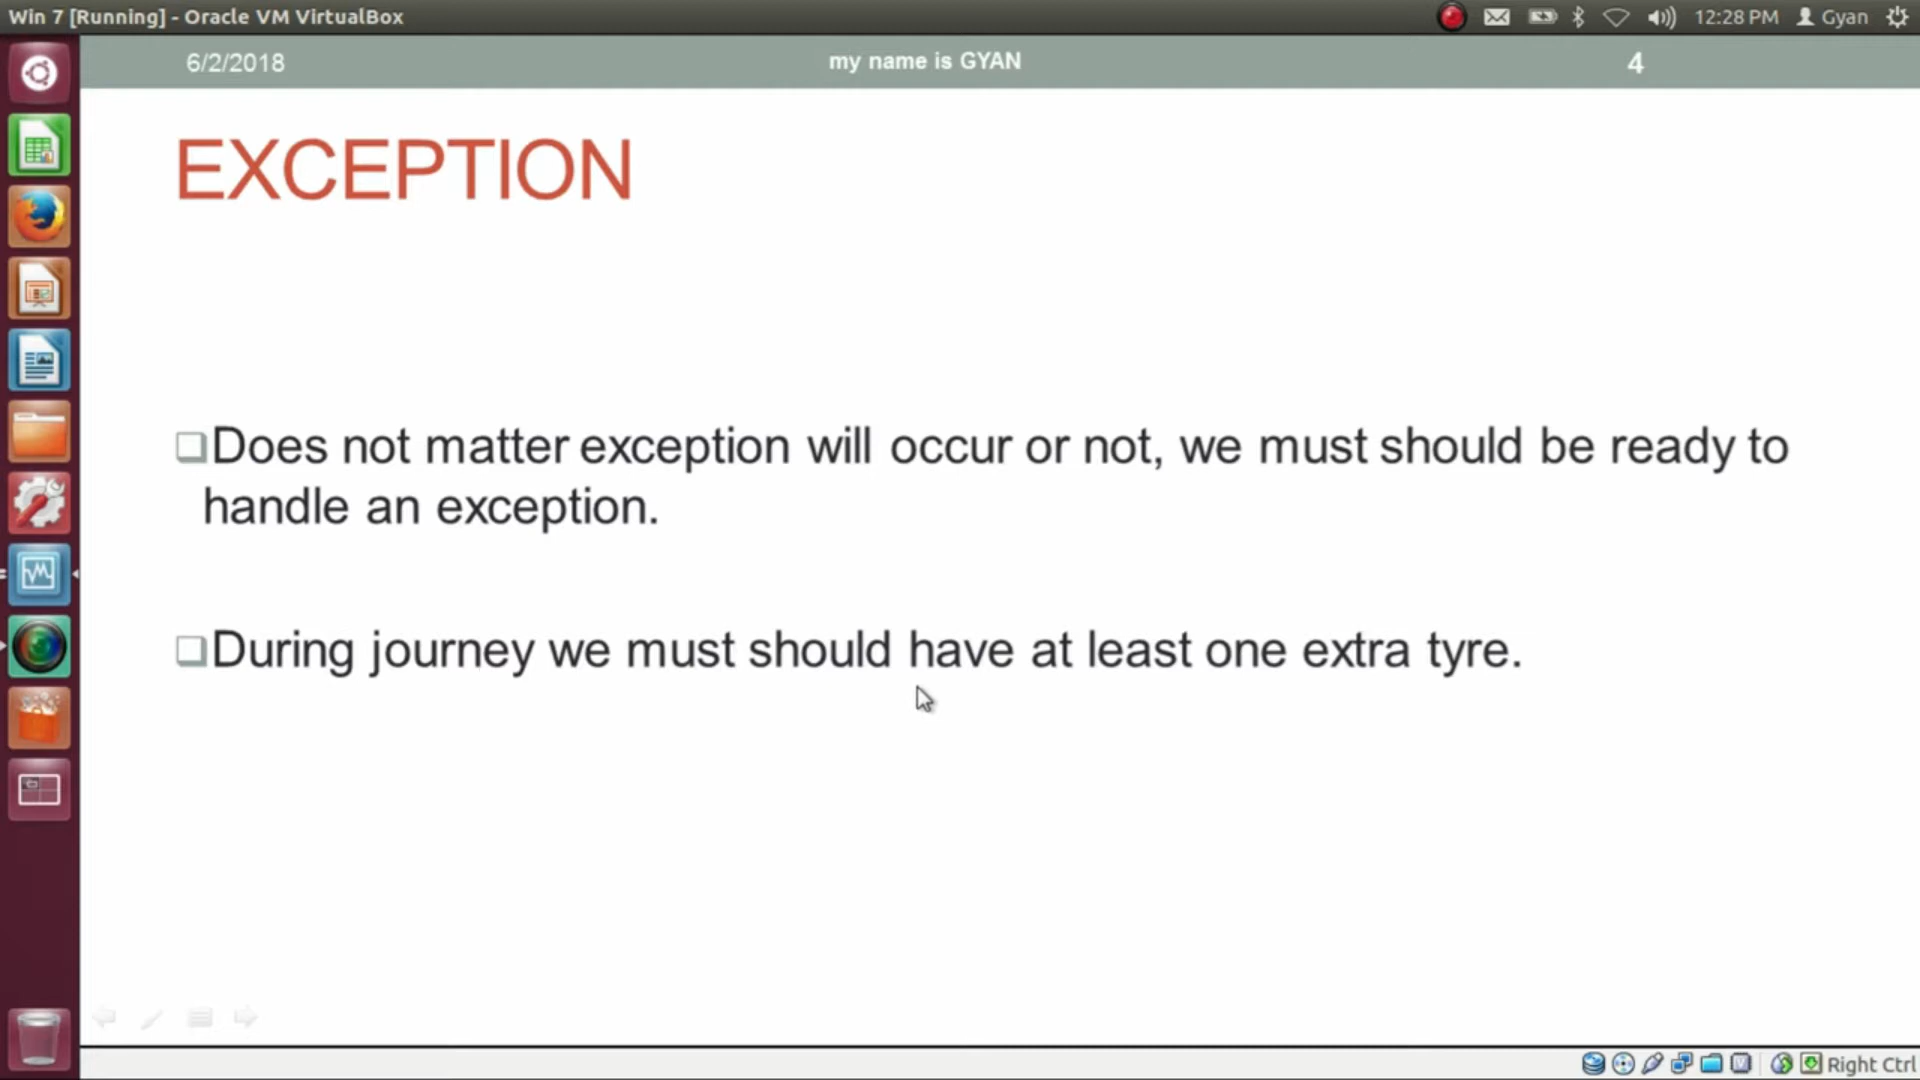 Win 7 [Running] - Oracle VM VirtualBox
12:28 PM Gyan
6/2/2018
my name is GYAN
4
EXCEPTION
Does not matter exception will occur or not, we must should be ready to
handle an exception.
During journey we must should have at least one extra tyre.
Right Ctrl